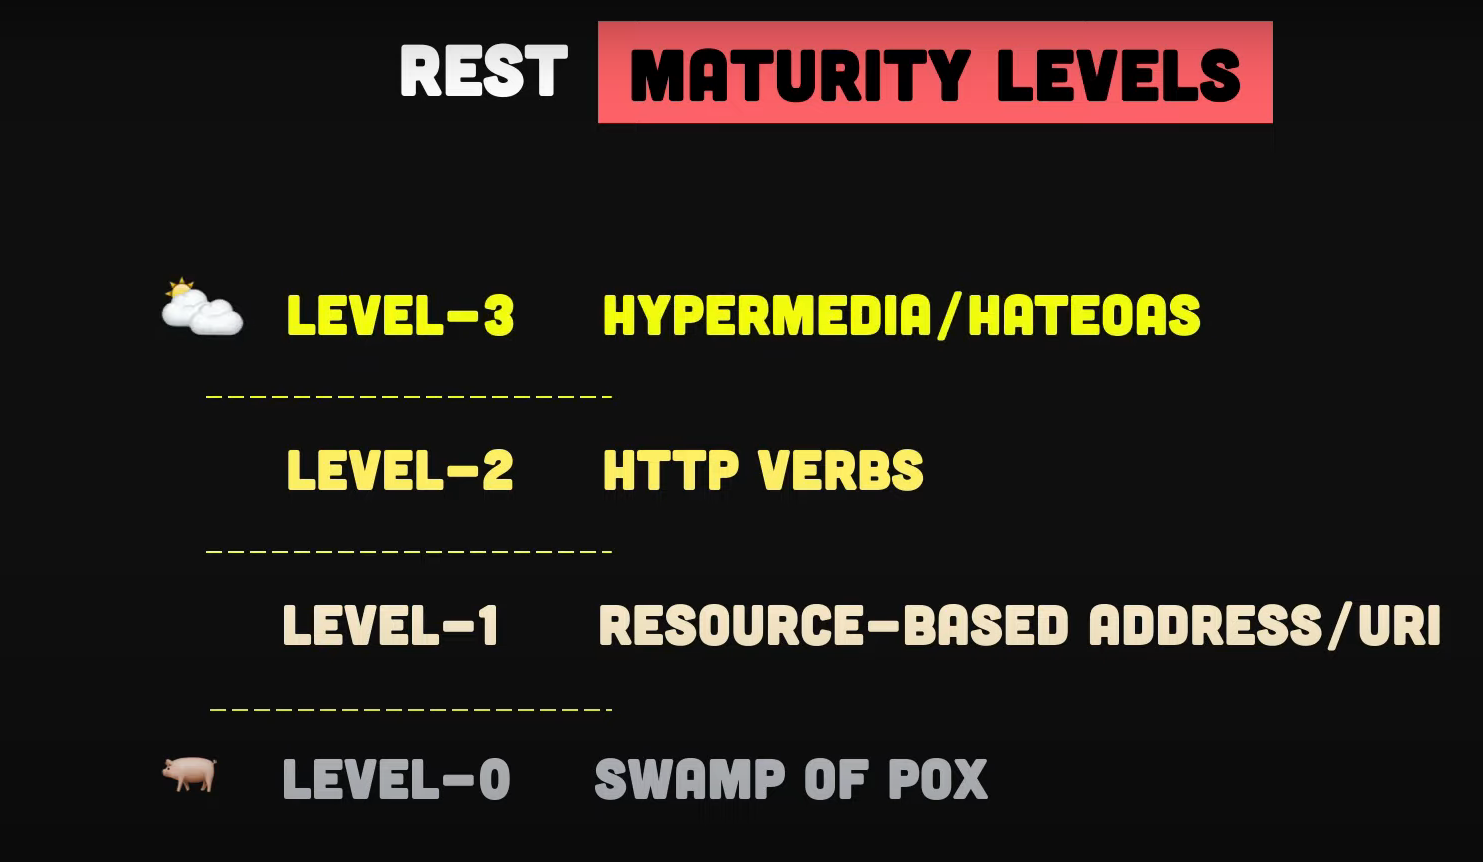 REST MATURITY LEVELS
LEVEL-3 HYPERMEDIA/HATEOAS
LEVEL-2 HTTP VERBS
LEVEL-1 RESOURCE-BASED ADDRESS/URI
LEVEL-0 SWAMP OF POX